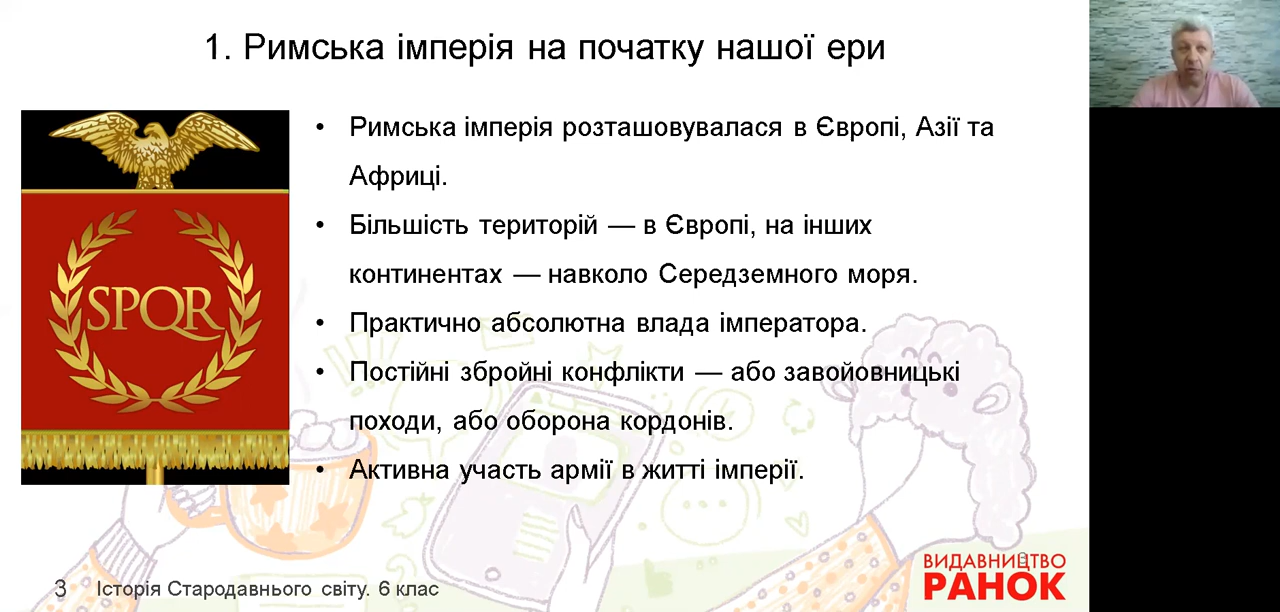 1. Римська імперія на початку нашої ери
SPQR
• Римська імперія розташовувалася в Європі, Азії та
Африці.
• Більшість територій — в Європі, на інших
континентах — навколо Середземного моря.
• Практично абсолютна влада імператора.
• Постійні збройні конфлікти — або завойовницькі
походи, або оборона кордонів.
• Активна участь армії в житті імперії.
3 Історія Стародавнього світу. 6 клас
3
ВИДАВНИЦТВО
РАНОК